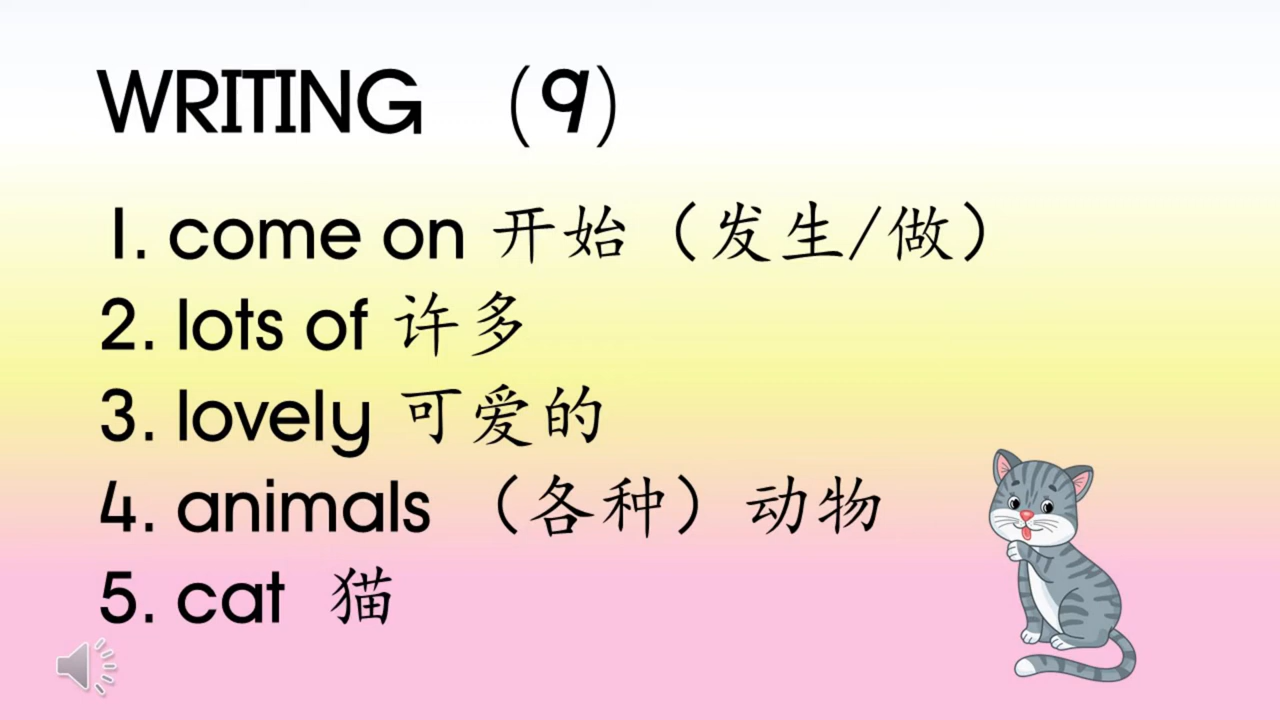 WRITING （9）
1. come on 开始（发生/做）
2. lots of 许多
3. lovely 可爱的
4. animals （各种）动物
5. cat 猫